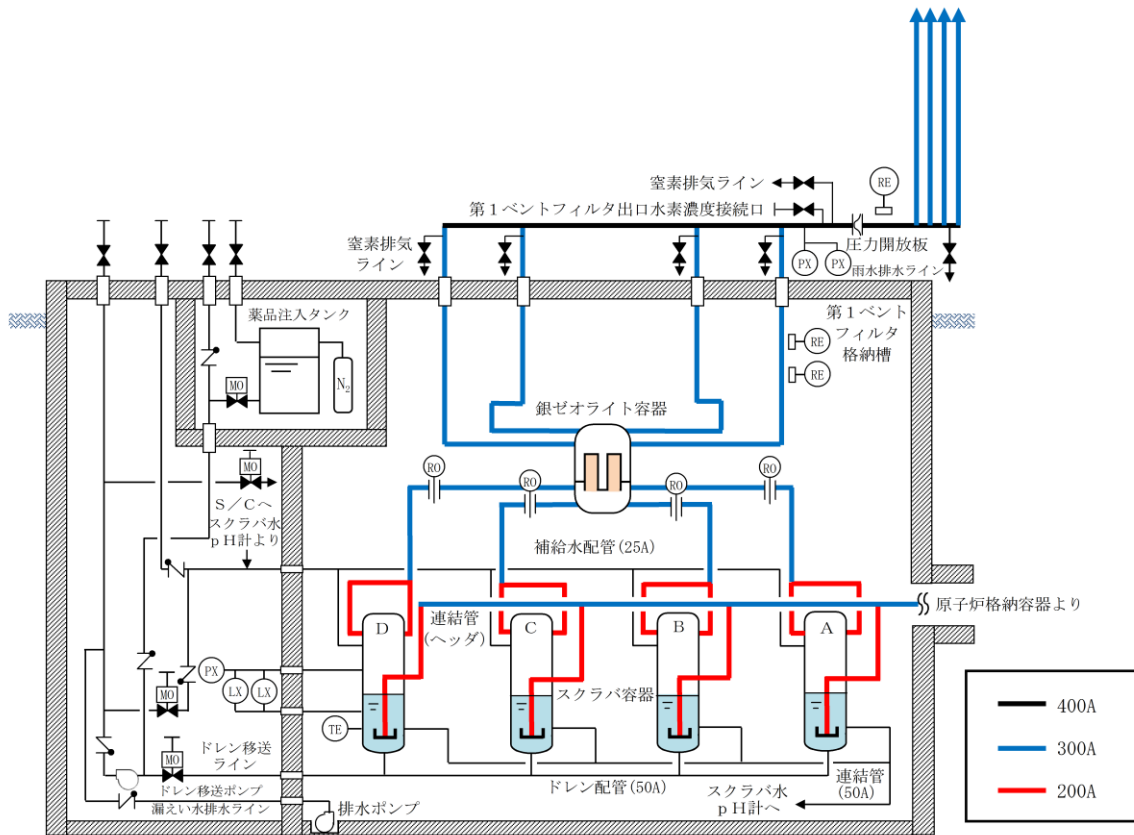 窒素排気ライン
RE
第1ベントフィルタ出口水素濃度接続口
窒素排気
ライン
圧力開放板
PX
PX
雨水排水ライン
薬品注入タンク
第1ベント
フィルタ
格納槽
RE
RE
MO
N₂
銀ゼオライト容器
MO
S/Cへ
スクラバ水
pH計より
RO
RO
RO
RO
補給水配管(25A)
原子炉格納容器より
連結管
(ヘッダ)
D
C
B
A
PX
LX
LX
MO
スクラバ容器
TE
ドレン移送
ライン
MO
ドレン移送ポンプ
漏えい水排水ライン
排水ポンプ
ドレン配管(50A)
スクラバ水
pH計へ
連結管
(50A)
400A
300A
200A